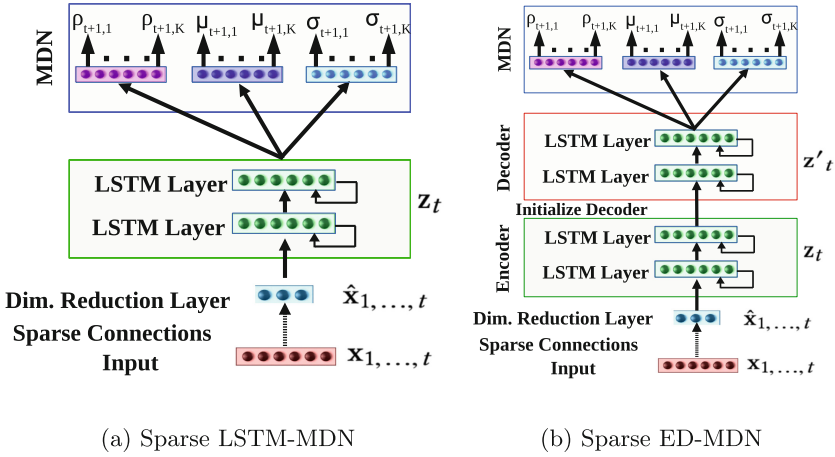 ρt+1,1 ρt+1,K μt+1,1 μt+1,K σt+1,1 σt+1,K
MDN
LSTM Layer
LSTM Layer
zt
Dim. Reduction Layer x̂1,...,t
Sparse Connections
Input x1,...,t
(a) Sparse LSTM-MDN
ρt+1,1 ρt+1,K μt+1,1 μt+1,K σt+1,1 σt+1,K
MDN
Decoder
LSTM Layer
LSTM Layer
z′t
Initialize Decoder
Encoder
LSTM Layer
LSTM Layer
zt
Dim. Reduction Layer x̂1,...,t
Sparse Connections
Input x1,...,t
(b) Sparse ED-MDN